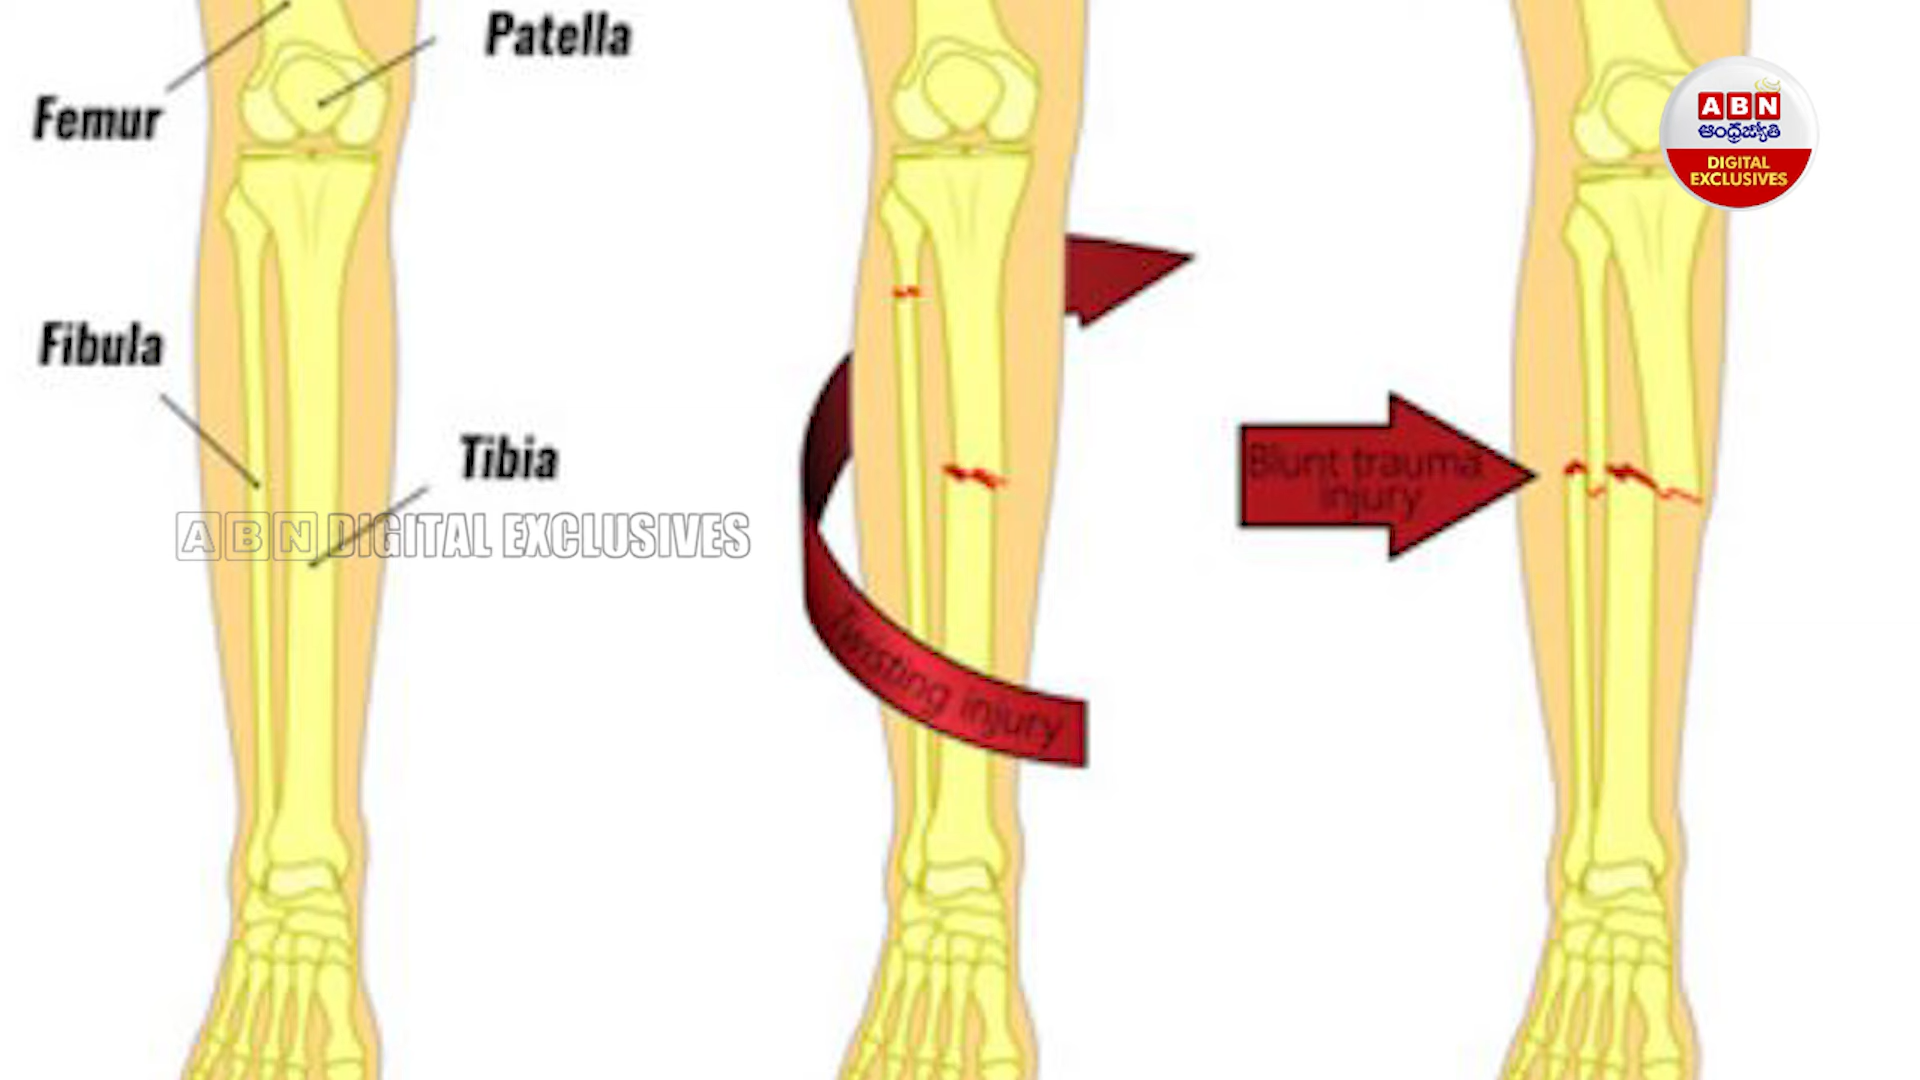 Patella
Femur
ABN
ఆంధ్రజ్యోతి
DIGITAL
EXCLUSIVES
Fibula
Tibia
Blunt trauma
injury
ABN DIGITAL EXCLUSIVES
Twisting injury